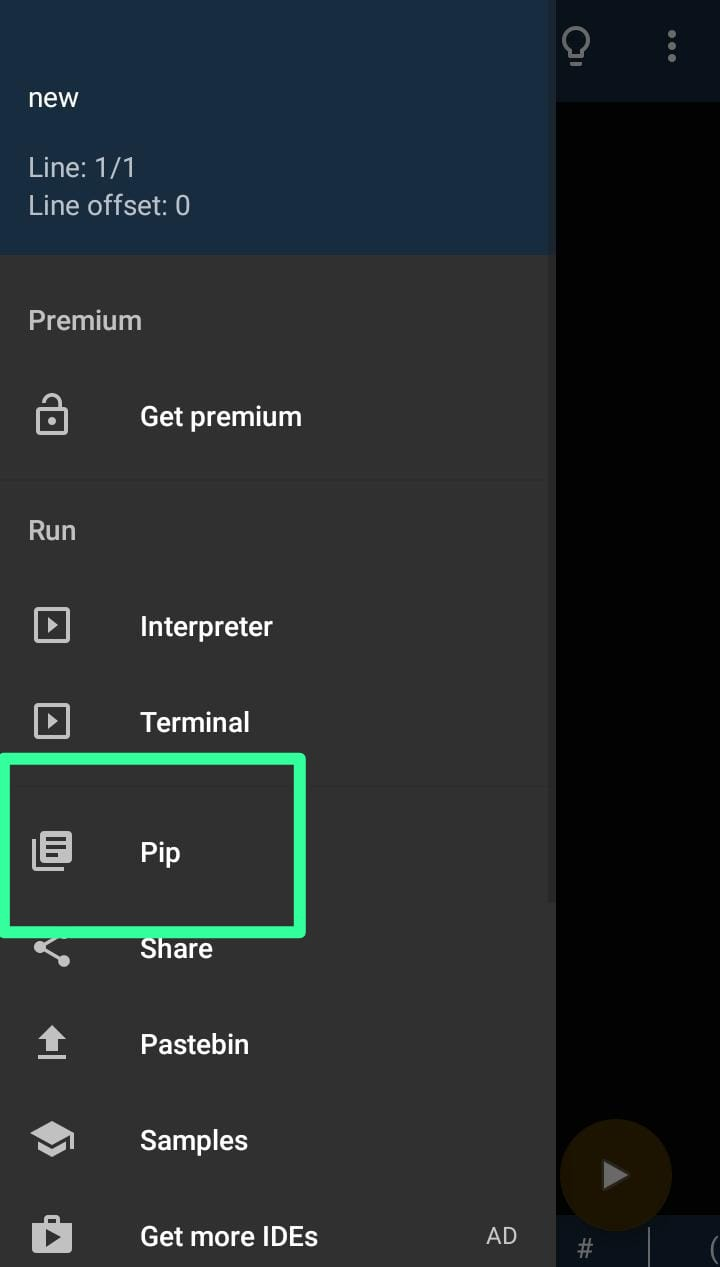 new
Line: 1/1
Line offset: 0
Premium
Get premium
Run
Interpreter
Terminal
Pip
Share
Pastebin
Samples
Get more IDEs AD
# | (